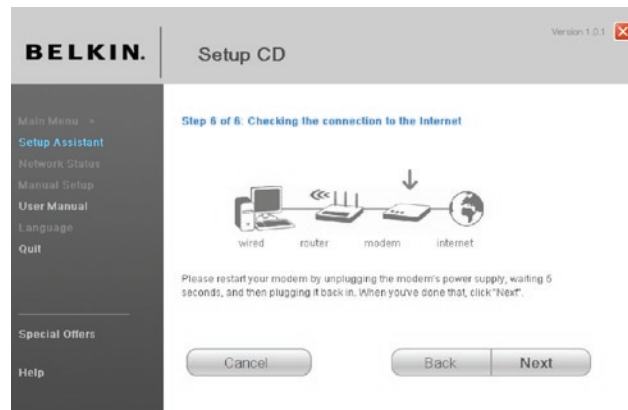 Version 1.0.1
BELKIN.
Setup CD
Main Menu
Setup Assistant
Network Status
Manual Setup
User Manual
Language
Quit
Special Offers
Help
Step 6 of 6: Checking the connection to the Internet
wired router modem internet
Please restart your modem by unplugging the modem's power supply, waiting 5
seconds, and then plugging it back in. When you've done that, click "Next".
Cancel Back Next